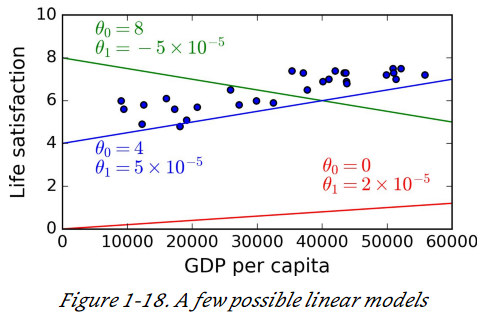 10
θ₀ = 8
θ₁ = −5×10⁻⁵
8
Life satisfaction
6
4
θ₀ = 4
θ₁ = 5×10⁻⁵
θ₀ = 0
θ₁ = 2×10⁻⁵
2
0
0 10000 20000 30000 40000 50000 60000
GDP per capita
Figure 1-18. A few possible linear models